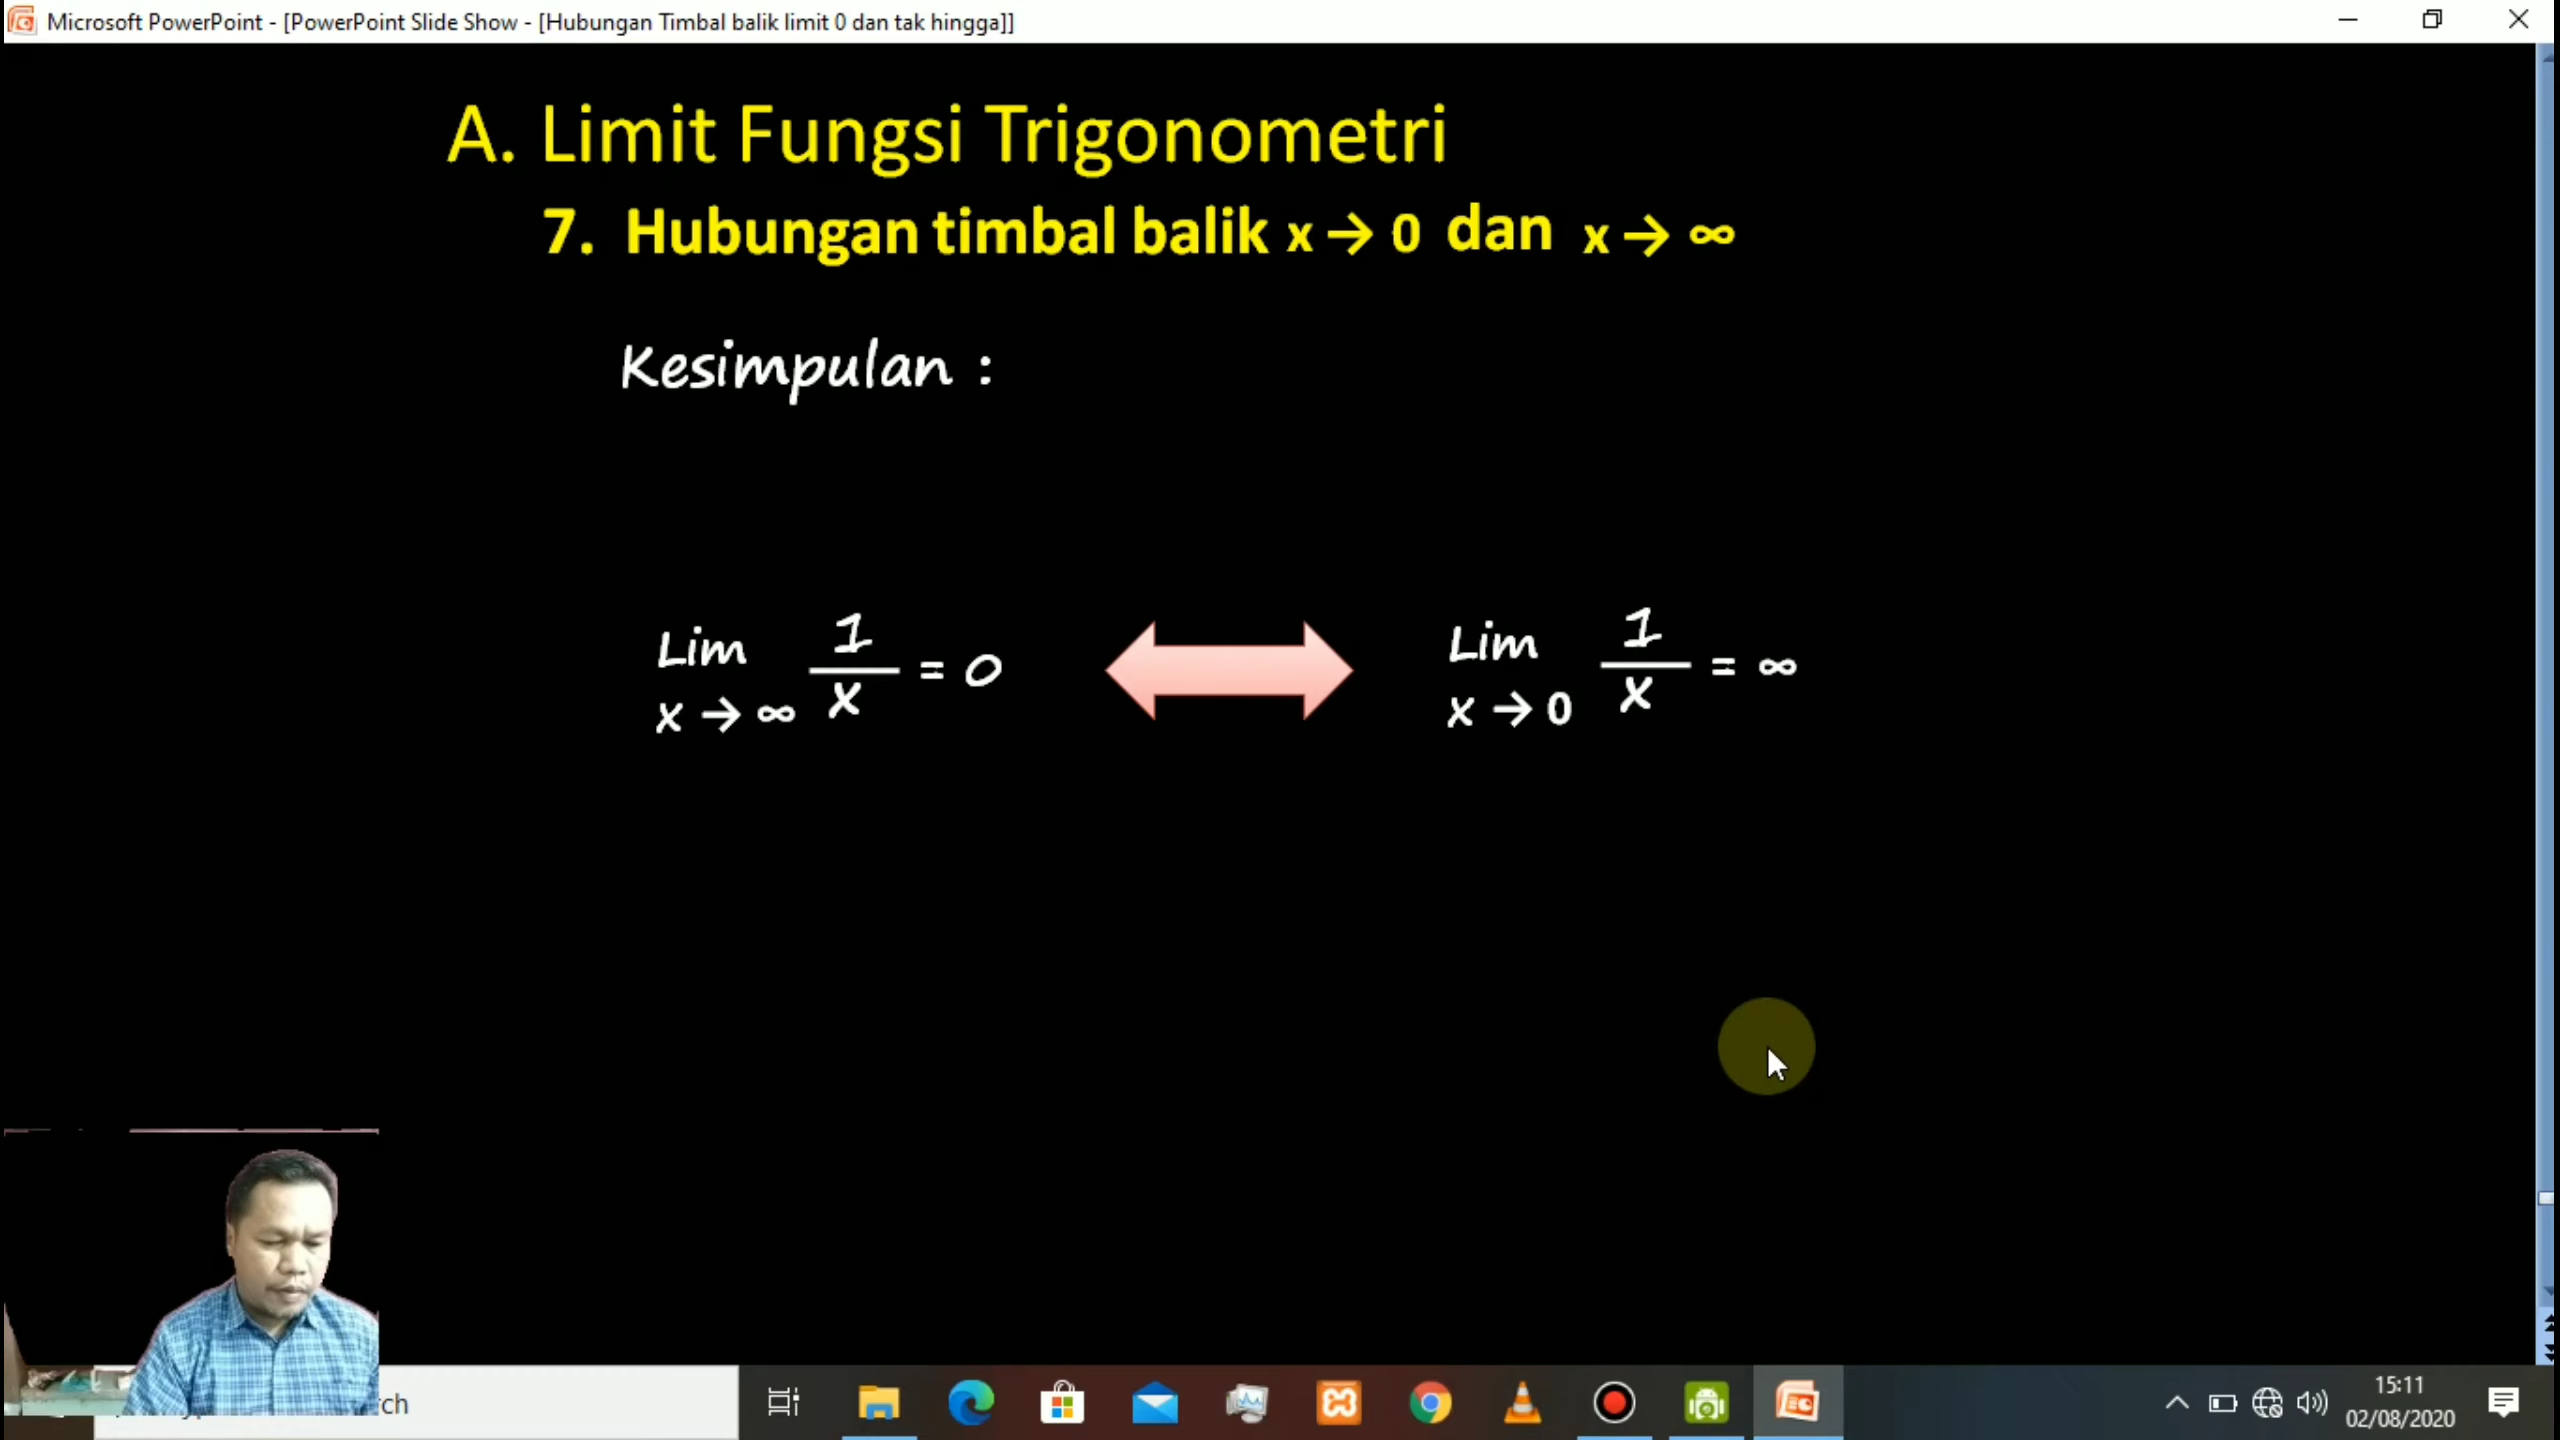 Microsoft PowerPoint - [PowerPoint Slide Show - [Hubungan Timbal balik limit 0 dan tak hingga]]
A. Limit Fungsi Trigonometri
7. Hubungan timbal balik x → 0 dan x → ∞
Kesimpulan :
Lim 1/x = 0
x → ∞
Lim 1/x = ∞
x → 0
rch
15:11
02/08/2020